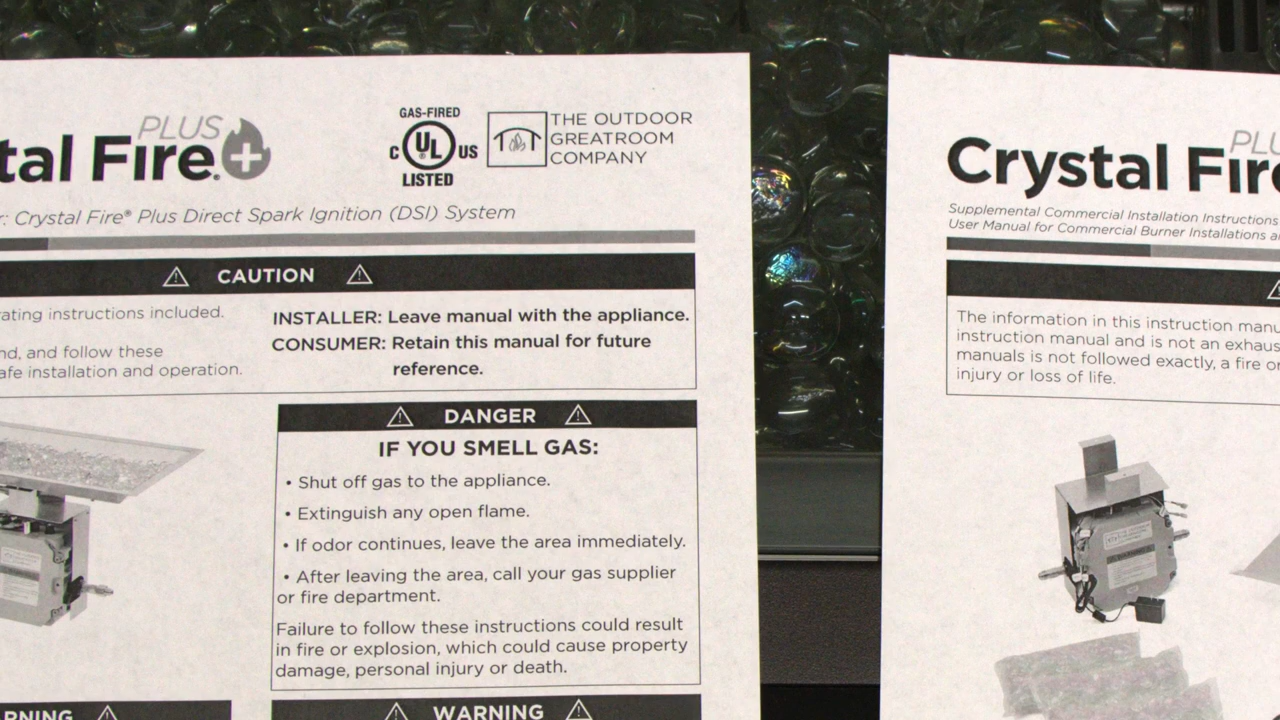 PLUS
tal Fire.
GAS-FIRED
C UL US
LISTED
THE OUTDOOR
GREATROOM
COMPANY
r: Crystal Fire® Plus Direct Spark Ignition (DSI) System
CAUTION
rating instructions included.
nd, and follow these
afe installation and operation.
INSTALLER: Leave manual with the appliance.
CONSUMER: Retain this manual for future
reference.
DANGER
IF YOU SMELL GAS:
• Shut off gas to the appliance.
• Extinguish any open flame.
• If odor continues, leave the area immediately.
• After leaving the area, call your gas supplier
or fire department.
Failure to follow these instructions could result
in fire or explosion, which could cause property
damage, personal injury or death.
RNING
WARNING
PLU
Crystal Fire
Supplemental Commercial Installation Instructions
User Manual for Commercial Burner Installations a
The information in this instruction manu
instruction manual and is not an exhaus
manuals is not followed exactly, a fire or
injury or loss of life.